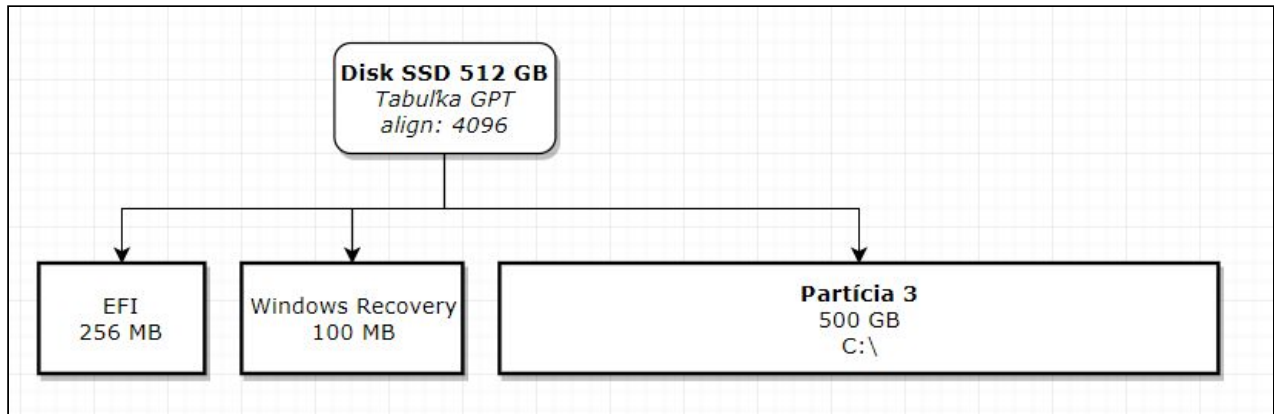 Disk SSD 512 GB
Tabuľka GPT
align: 4096
EFI
256 MB
Windows Recovery
100 MB
Partícia 3
500 GB
C:\